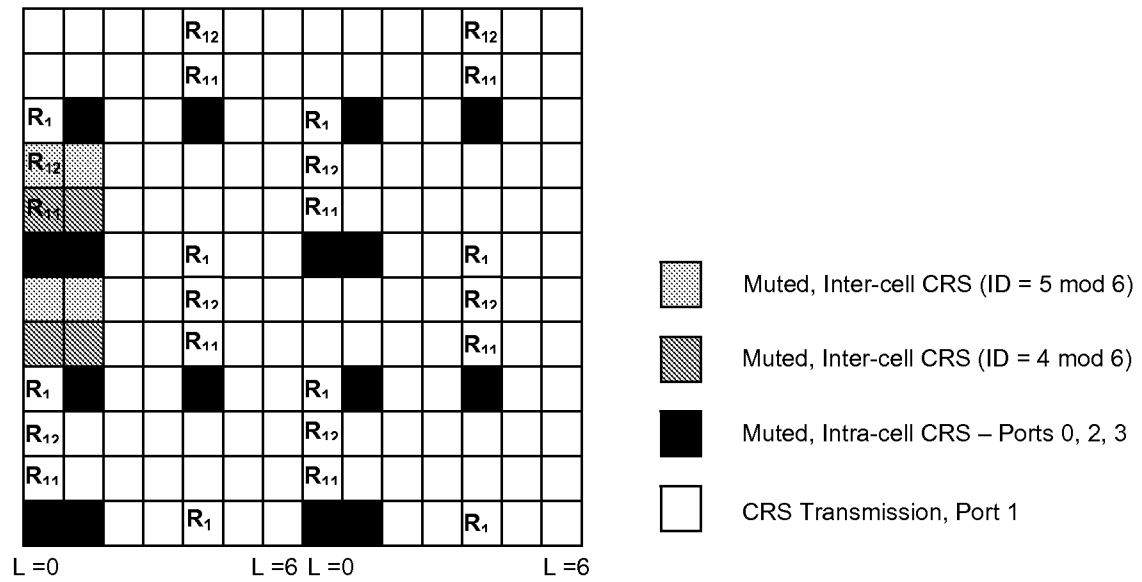 R12 R12
R11 R11
R1 R1
R12 R12
R11 R11
R1 R1
R12 R12
R11 R11
R1 R1
R12 R12
R11 R11
R1 R1
L =0 L =6 L =0 L =6
Muted, Inter-cell CRS (ID = 5 mod 6)
Muted, Inter-cell CRS (ID = 4 mod 6)
Muted, Intra-cell CRS – Ports 0, 2, 3
CRS Transmission, Port 1